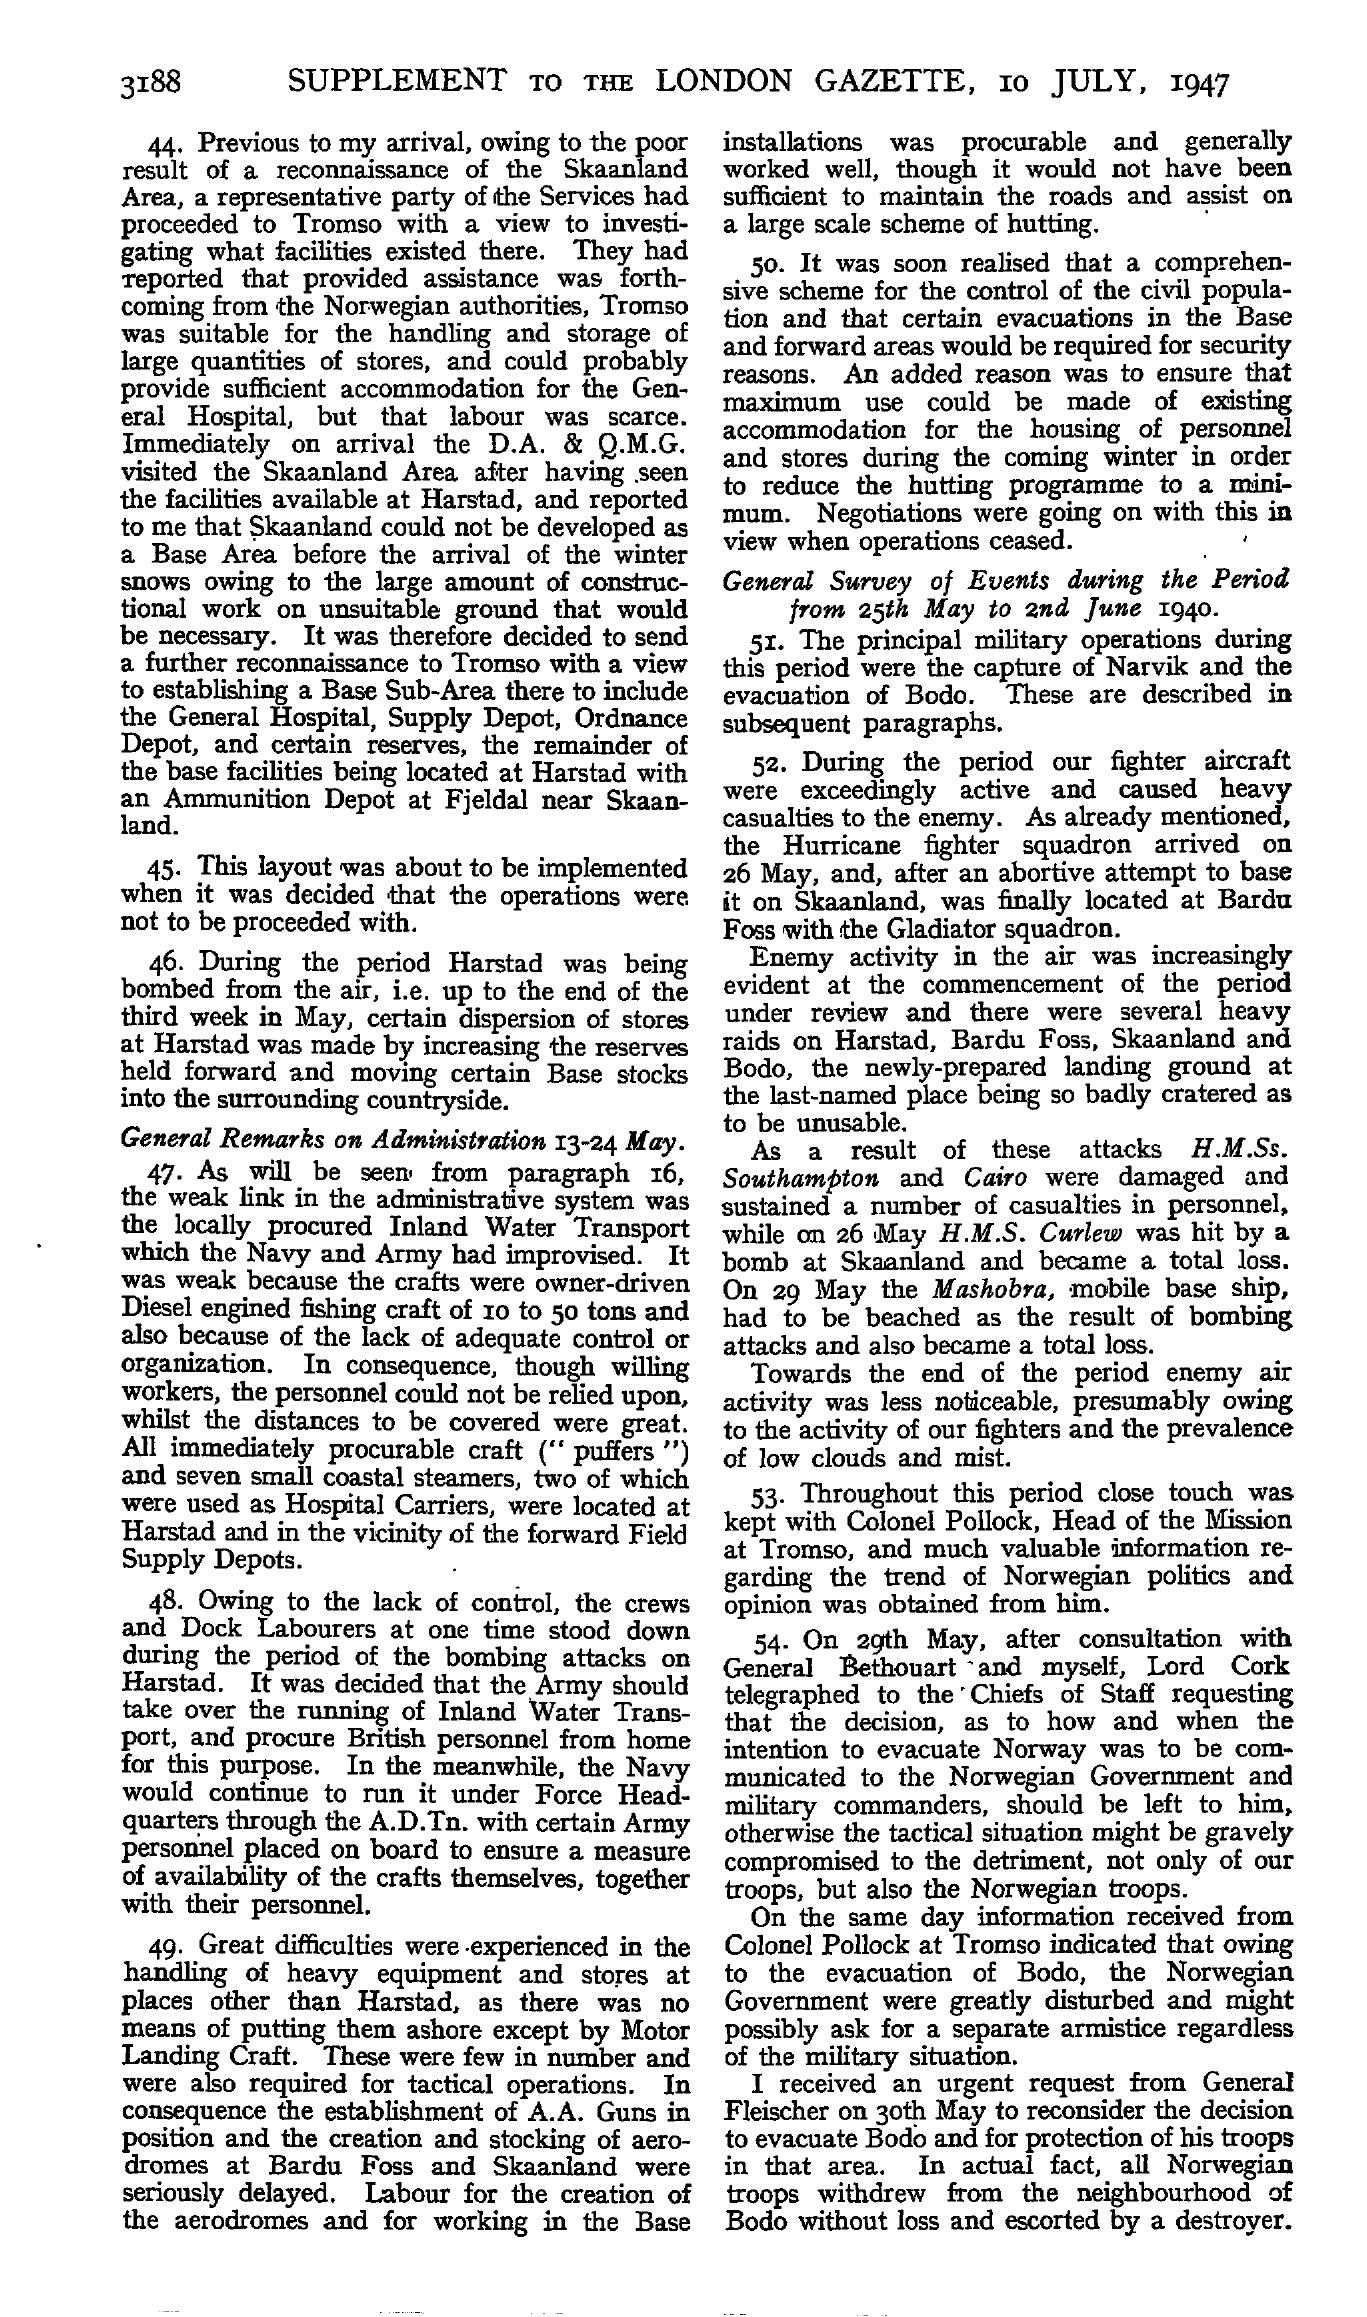 3188 SUPPLEMENT TO THE LONDON GAZETTE, 10 JULY, 1947
44. Previous to my arrival, owing to the poor
result of a reconnaissance of the Skaanland
Area, a representative party of the Services had
proceeded to Tromso with a view to investi-
gating what facilities existed there. They had
reported that provided assistance was forth-
coming from the Norwegian authorities, Tromso
was suitable for the handling and storage of
large quantities of stores, and could probably
provide sufficient accommodation for the Gen-
eral Hospital, but that labour was scarce.
Immediately on arrival the D.A. & Q.M.G.
visited the Skaanland Area after having seen
the facilities available at Harstad, and reported
to me that Skaanland could not be developed as
a Base Area before the arrival of the winter
snows owing to the large amount of construc-
tional work on unsuitable ground that would
be necessary. It was therefore decided to send
a further reconnaissance to Tromso with a view
to establishing a Base Sub-Area there to include
the General Hospital, Supply Depot, Ordnance
Depot, and certain reserves, the remainder of
the base facilities being located at Harstad with
an Ammunition Depot at Fjeldal near Skaan-
land.
45. This layout was about to be implemented
when it was decided that the operations were
not to be proceeded with.
46. During the period Harstad was being
bombed from the air, i.e. up to the end of the
third week in May, certain dispersion of stores
at Harstad was made by increasing the reserves
held forward and moving certain Base stocks
into the surrounding countryside.
General Remarks on Administration 13-24 May.
47. As will be seen from paragraph 16,
the weak link in the administrative system was
the locally procured Inland Water Transport
which the Navy and Army had improvised. It
was weak because the crafts were owner-driven
Diesel engined fishing craft of 10 to 50 tons and
also because of the lack of adequate control or
organization. In consequence, though willing
workers, the personnel could not be relied upon,
whilst the distances to be covered were great.
All immediately procurable craft (" puffers ")
and seven small coastal steamers, two of which
were used as Hospital Carriers, were located at
Harstad and in the vicinity of the forward Field
Supply Depots.
48. Owing to the lack of control, the crews
and Dock Labourers at one time stood down
during the period of the bombing attacks on
Harstad. It was decided that the Army should
take over the running of Inland Water Trans-
port, and procure British personnel from home
for this purpose. In the meanwhile, the Navy
would continue to run it under Force Head-
quarters through the A.D.Tn. with certain Army
personnel placed on board to ensure a measure
of availability of the crafts themselves, together
with their personnel.
49. Great difficulties were experienced in the
handling of heavy equipment and stores at
places other than Harstad, as there was no
means of putting them ashore except by Motor
Landing Craft. These were few in number and
were also required for tactical operations. In
consequence the establishment of A.A. Guns in
position and the creation and stocking of aero-
dromes at Bardu Foss and Skaanland were
seriously delayed. Labour for the creation of
the aerodromes and for working in the Base
installations was procurable and generally
worked well, though it would not have been
sufficient to maintain the roads and assist on
a large scale scheme of hutting.
50. It was soon realised that a comprehen-
sive scheme for the control of the civil popula-
tion and that certain evacuations in the Base
and forward areas would be required for security
reasons. An added reason was to ensure that
maximum use could be made of existing
accommodation for the housing of personnel
and stores during the coming winter in order
to reduce the hutting programme to a mini-
mum. Negotiations were going on with this in
view when operations ceased.
General Survey of Events during the Period
from 25th May to 2nd June 1940.
51. The principal military operations during
this period were the capture of Narvik and the
evacuation of Bodo. These are described in
subsequent paragraphs.
52. During the period our fighter aircraft
were exceedingly active and caused heavy
casualties to the enemy. As already mentioned,
the Hurricane fighter squadron arrived on
26 May, and, after an abortive attempt to base
it on Skaanland, was finally located at Bardu
Foss with the Gladiator squadron.
Enemy activity in the air was increasingly
evident at the commencement of the period
under review and there were several heavy
raids on Harstad, Bardu Foss, Skaanland and
Bodo, the newly-prepared landing ground at
the last-named place being so badly cratered as
to be unusable.
As a result of these attacks H.M.Ss.
Southampton and Cairo were damaged and
sustained a number of casualties in personnel,
while on 26 May H.M.S. Curlew was hit by a
bomb at Skaanland and became a total loss.
On 29 May the Mashobra, mobile base ship,
had to be beached as the result of bombing
attacks and also became a total loss.
Towards the end of the period enemy air
activity was less noticeable, presumably owing
to the activity of our fighters and the prevalence
of low clouds and mist.
53. Throughout this period close touch was
kept with Colonel Pollock, Head of the Mission
at Tromso, and much valuable information re-
garding the trend of Norwegian politics and
opinion was obtained from him.
54. On 29th May, after consultation with
General Bethouart and myself, Lord Cork
telegraphed to the Chiefs of Staff requesting
that the decision, as to how and when the
intention to evacuate Norway was to be com-
municated to the Norwegian Government and
military commanders, should be left to him,
otherwise the tactical situation might be gravely
compromised to the detriment, not only of our
troops, but also the Norwegian troops.
On the same day information received from
Colonel Pollock at Tromso indicated that owing
to the evacuation of Bodo, the Norwegian
Government were greatly disturbed and might
possibly ask for a separate armistice regardless
of the military situation.
I received an urgent request from General
Fleischer on 30th May to reconsider the decision
to evacuate Bodo and for protection of his troops
in that area. In actual fact, all Norwegian
troops withdrew from the neighbourhood of
Bodo without loss and escorted by a destroyer.